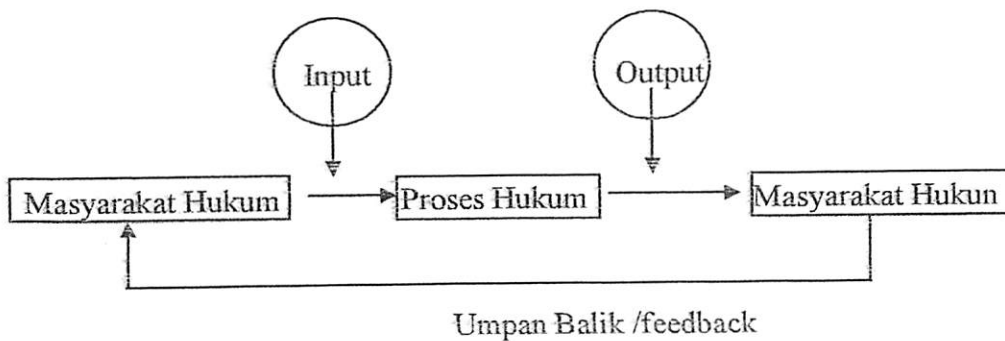 Input
Output
Masyarakat Hukum
Proses Hukum
Masyarakat Hukun
Umpan Balik /feedback